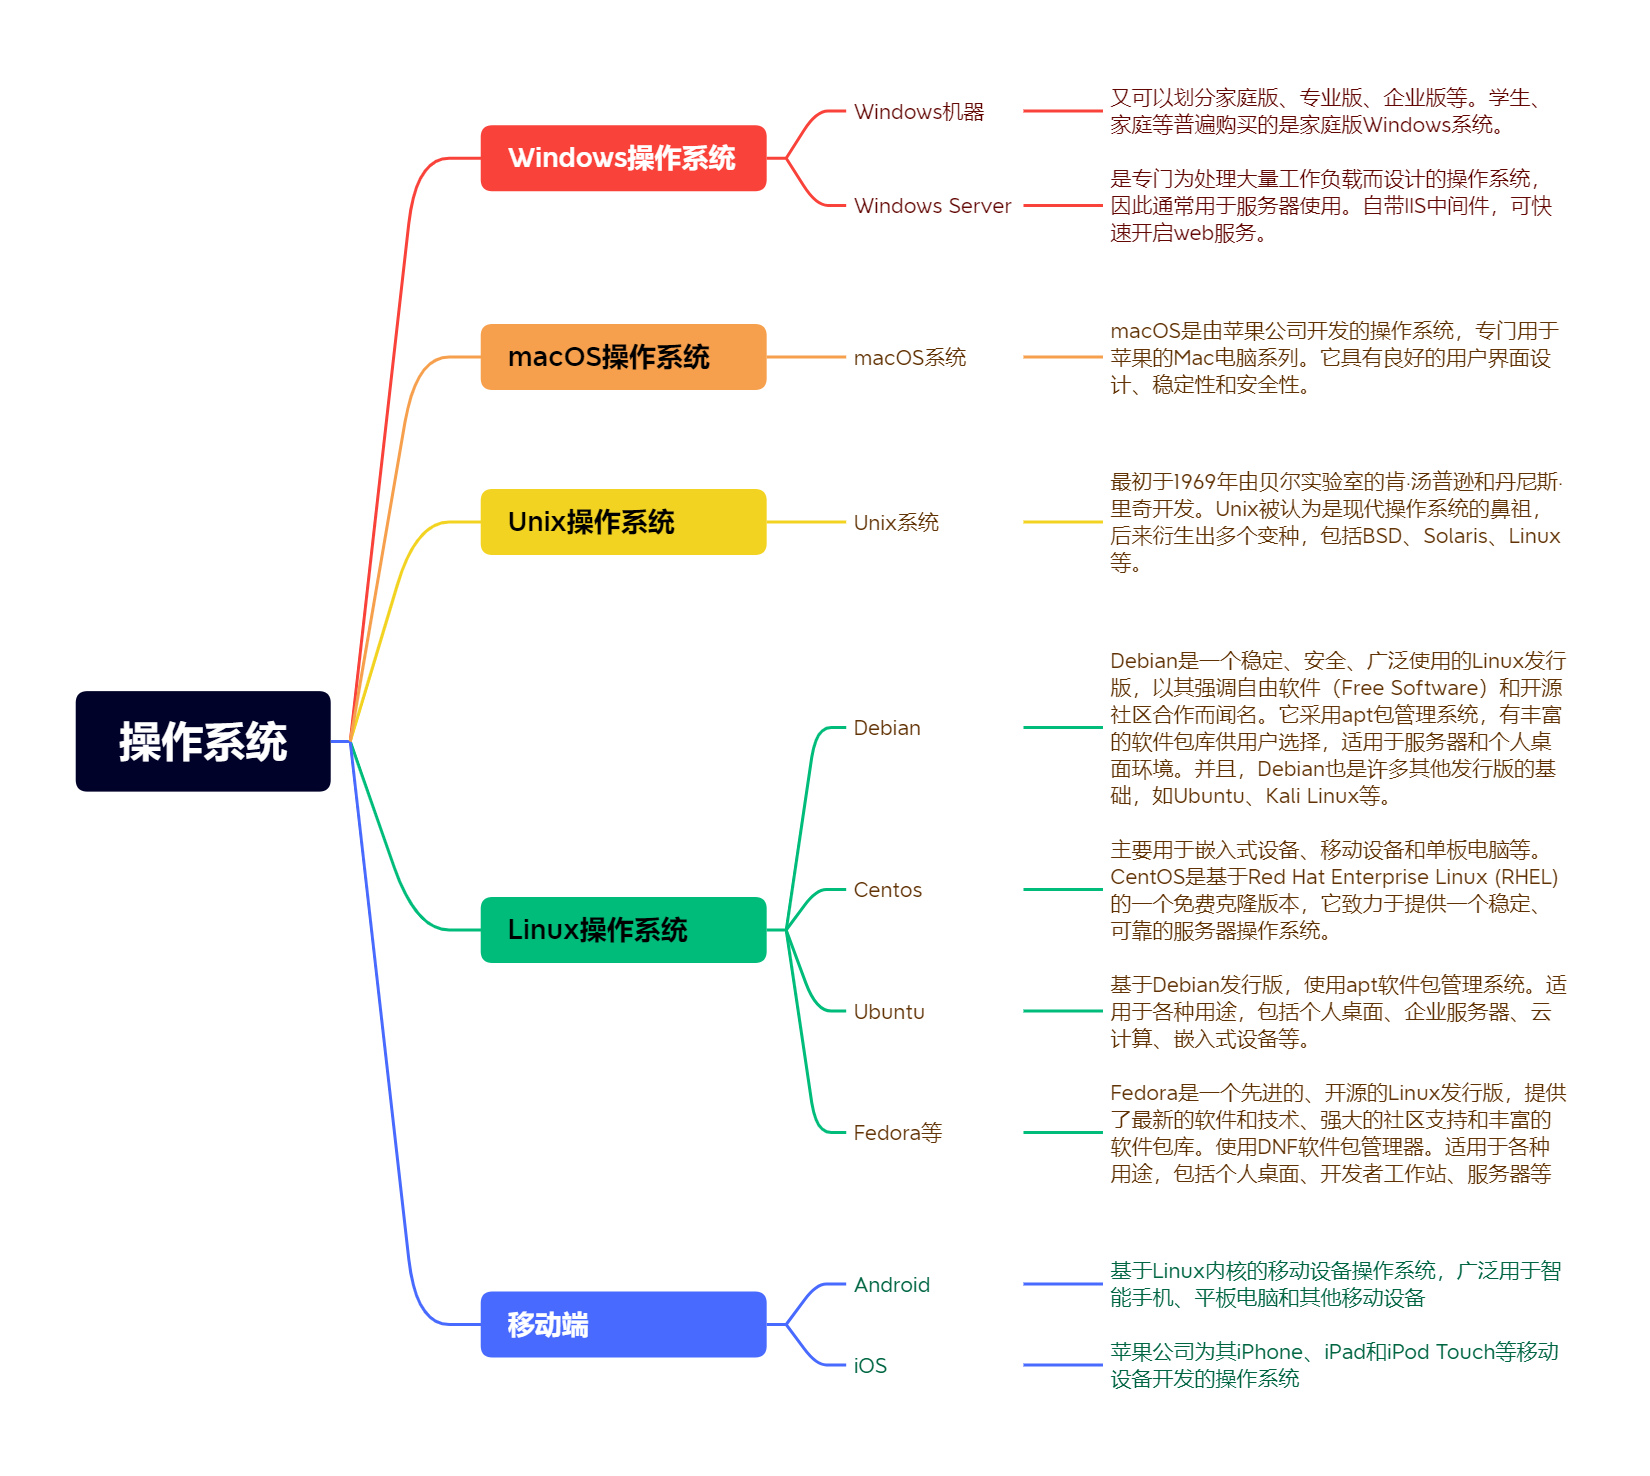 操作系统
Windows操作系统
Windows机器
又可以划分家庭版、专业版、企业版等。学生、
家庭等普遍购买的是家庭版Windows系统。
Windows Server
是专门为处理大量工作负载而设计的操作系统，
因此通常用于服务器使用。自带IIS中间件，可快
速开启web服务。
macOS操作系统
macOS系统
macOS是由苹果公司开发的操作系统，专门用于
苹果的Mac电脑系列。它具有良好的用户界面设
计、稳定性和安全性。
Unix操作系统
Unix系统
最初于1969年由贝尔实验室的肯·汤普逊和丹尼斯·
里奇开发。Unix被认为是现代操作系统的鼻祖，
后来衍生出多个变种，包括BSD、Solaris、Linux
等。
Linux操作系统
Debian
Debian是一个稳定、安全、广泛使用的Linux发行
版，以其强调自由软件（Free Software）和开源
社区合作而闻名。它采用apt包管理系统，有丰富
的软件包库供用户选择，适用于服务器和个人桌
面环境。并且，Debian也是许多其他发行版的基
础，如Ubuntu、Kali Linux等。
Centos
主要用于嵌入式设备、移动设备和单板电脑等。
CentOS是基于Red Hat Enterprise Linux (RHEL)
的一个免费克隆版本，它致力于提供一个稳定、
可靠的服务器操作系统。
Ubuntu
基于Debian发行版，使用apt软件包管理系统。适
用于各种用途，包括个人桌面、企业服务器、云
计算、嵌入式设备等。
Fedora等
Fedora是一个先进的、开源的Linux发行版，提供
了最新的软件和技术、强大的社区支持和丰富的
软件包库。使用DNF软件包管理器。适用于各种
用途，包括个人桌面、开发者工作站、服务器等
移动端
Android
基于Linux内核的移动设备操作系统，广泛用于智
能手机、平板电脑和其他移动设备
iOS
苹果公司为其iPhone、iPad和iPod Touch等移动
设备开发的操作系统